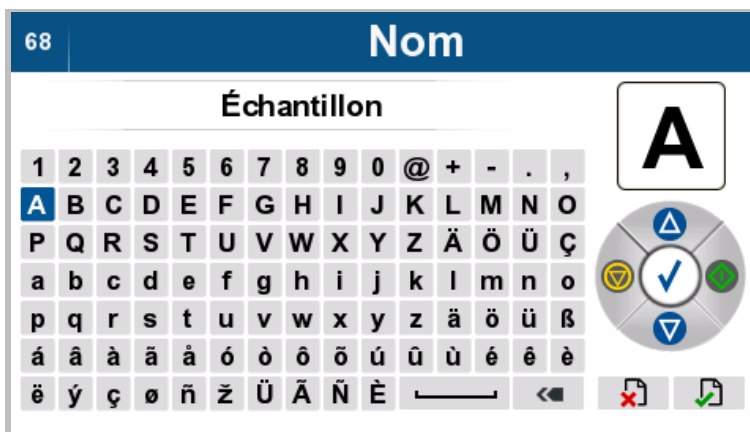 68 Nom
Échantillon
A
1 2 3 4 5 6 7 8 9 0 @ + - . ,
A B C D E F G H I J K L M N O
P Q R S T U V W X Y Z Ä Ö Ü Ç
a b c d e f g h i j k l m n o
p q r s t u v w x y z ä ö ü ß
á â à ã å ó ò ô õ ú û ù é ê è
ë ý ç ø ñ ž Ü Ã Ñ È